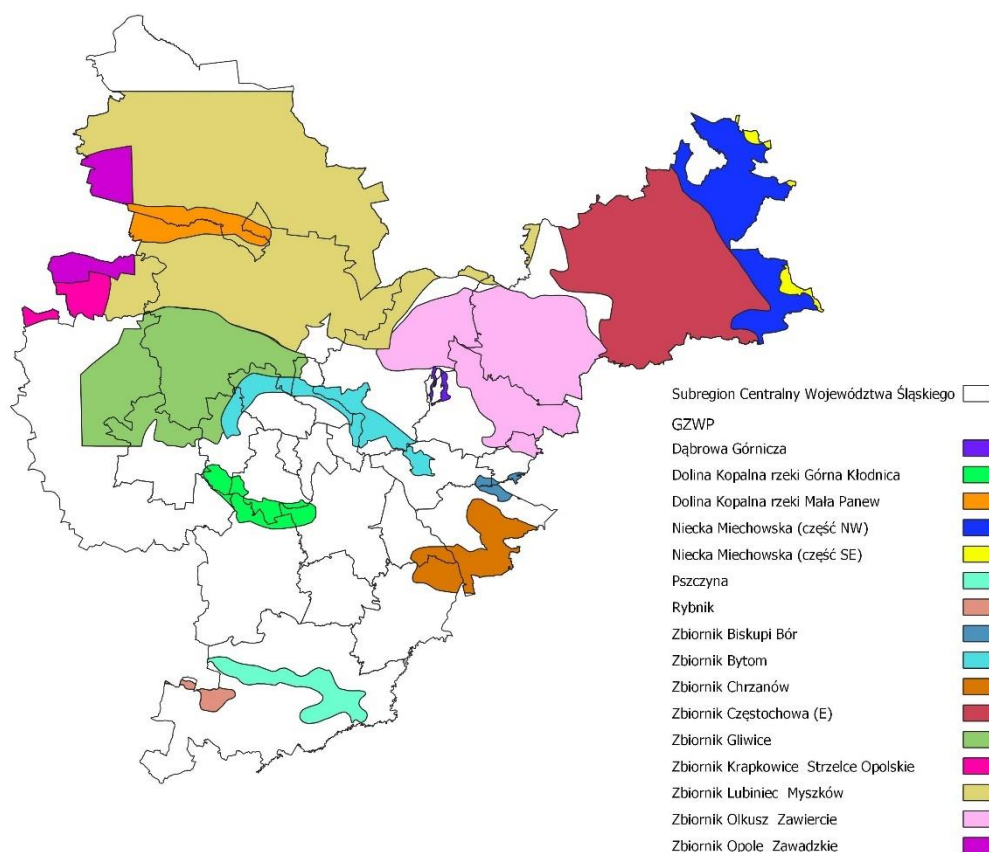 Subregion Centralny Województwa Śląskiego
GZWP
Dąbrowa Górnicza
Dolina Kopalna rzeki Górna Kłodnica
Dolina Kopalna rzeki Mała Panew
Niecka Miechowska (część NW)
Niecka Miechowska (część SE)
Pszczyna
Rybnik
Zbiornik Biskupi Bór
Zbiornik Bytom
Zbiornik Chrzanów
Zbiornik Częstochowa (E)
Zbiornik Gliwice
Zbiornik Krapkowice Strzelce Opolskie
Zbiornik Lubiniec Myszków
Zbiornik Olkusz Zawiercie
Zbiornik Opole Zawadzkie